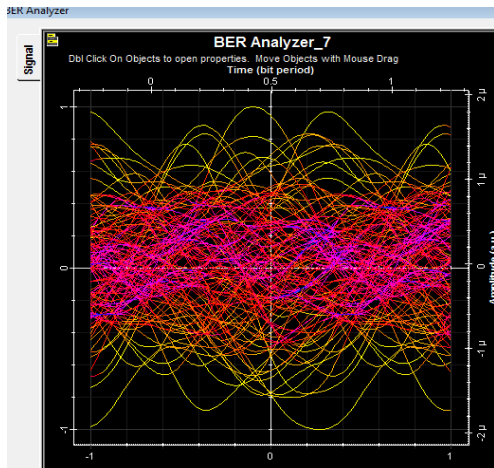 BER Analyzer
Signal
BER Analyzer_7
Dbl Click On Objects to open properties. Move Objects with Mouse Drag
Time (bit period)
0 0.5 1
1
0
-1
2 µ
1 µ
0
-1 µ
-2 µ
Amplitude (a.u.)
-1 0 1